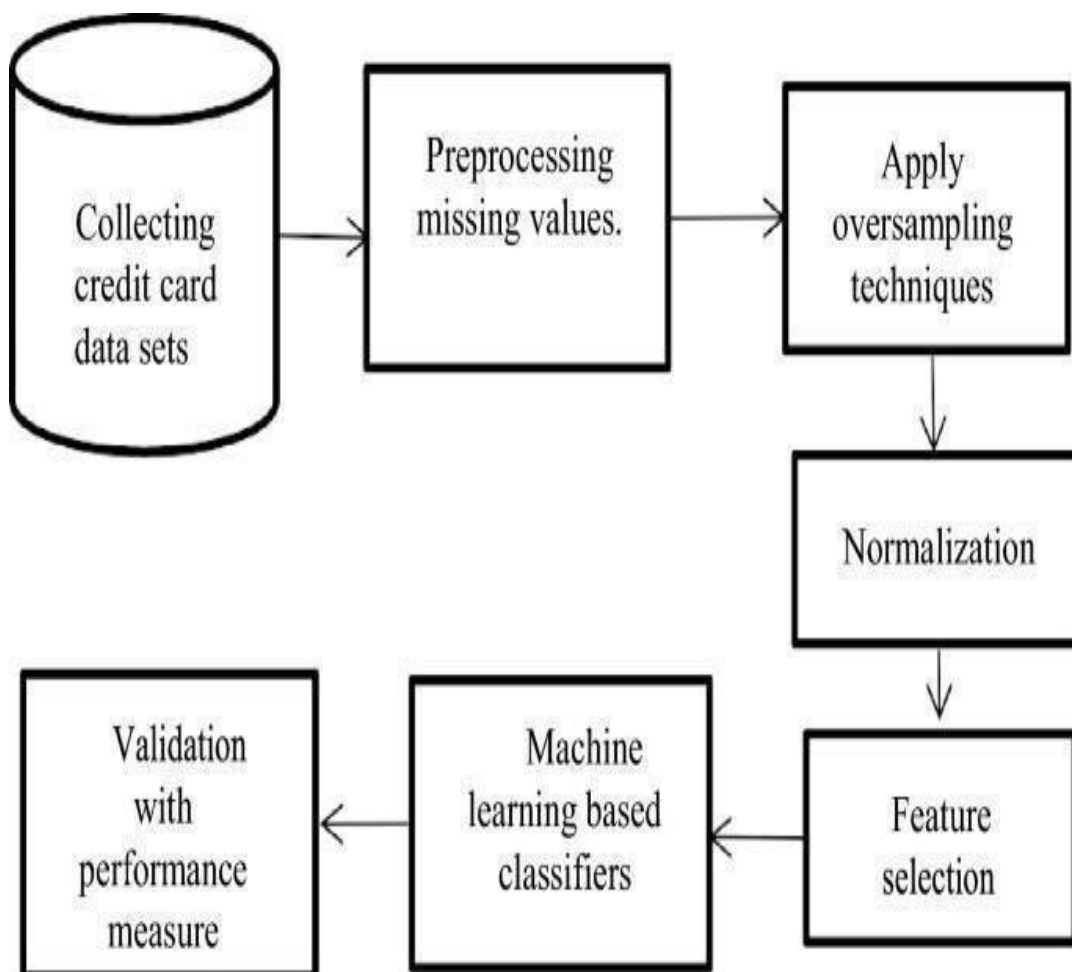 Collecting
credit card
data sets
Preprocessing
missing values.
Apply
oversampling
techniques
Normalization
Feature
selection
Machine
learning based
classifiers
Validation
with
performance
measure